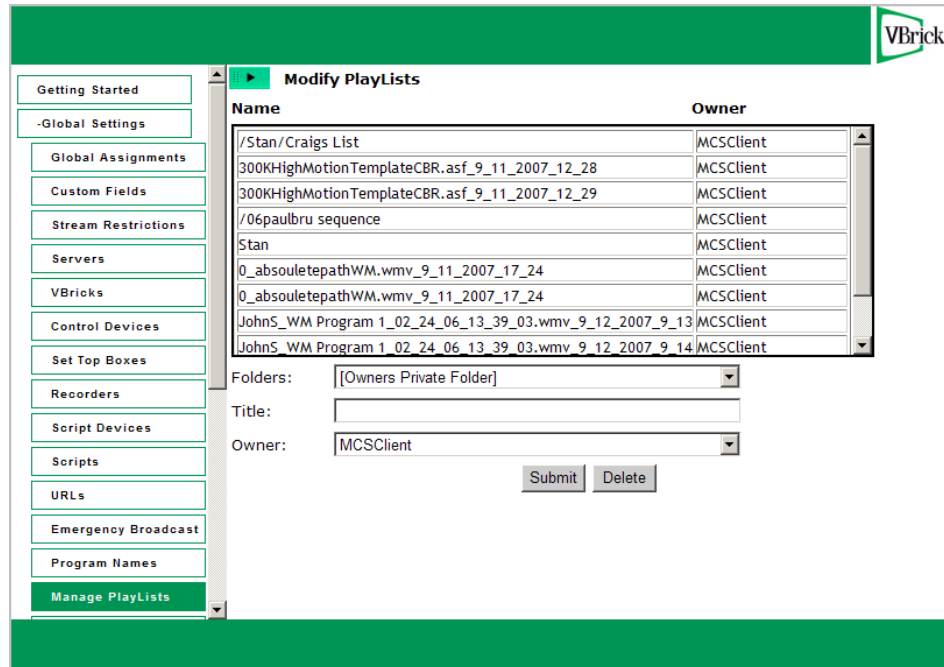 VBrick
Getting Started
-Global Settings
Global Assignments
Custom Fields
Stream Restrictions
Servers
VBricks
Control Devices
Set Top Boxes
Recorders
Script Devices
Scripts
URLs
Emergency Broadcast
Program Names
Manage PlayLists
Modify PlayLists
Name Owner
/Stan/Craigs List MCSClient
300KHighMotionTemplateCBR.asf_9_11_2007_12_28 MCSClient
300KHighMotionTemplateCBR.asf_9_11_2007_12_29 MCSClient
/06paulbru sequence MCSClient
Stan MCSClient
0_absouletepathWM.wmv_9_11_2007_17_24 MCSClient
0_absouletepathWM.wmv_9_11_2007_17_24 MCSClient
JohnS_WM Program 1_02_24_06_13_39_03.wmv_9_12_2007_9_13 MCSClient
JohnS_WM Program 1_02_24_06_13_39_03.wmv_9_12_2007_9_14 MCSClient
Folders: [Owners Private Folder]
Title:
Owner: MCSClient
Submit Delete